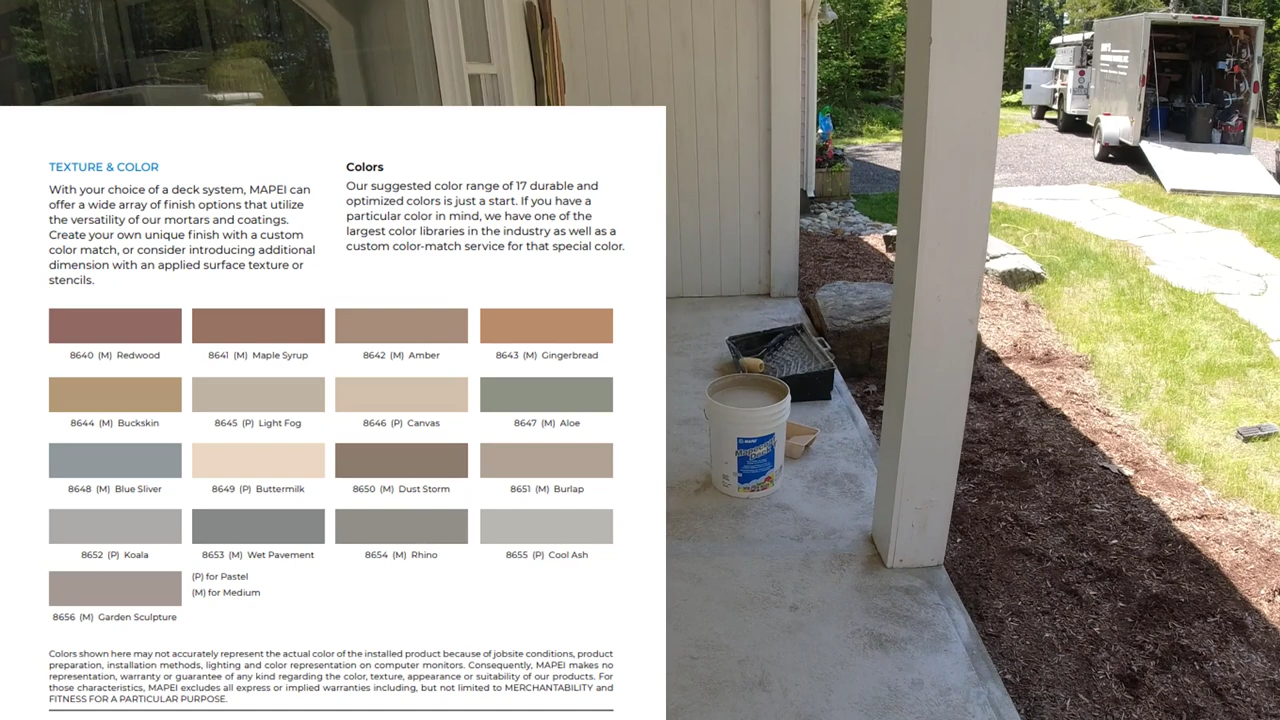 TEXTURE & COLOR
With your choice of a deck system, MAPEI can
offer a wide array of finish options that utilize
the versatility of our mortars and coatings.
Create your own unique finish with a custom
color match, or consider introducing additional
dimension with an applied surface texture or
stencils.
Colors
Our suggested color range of 17 durable and
optimized colors is just a start. If you have a
particular color in mind, we have one of the
largest color libraries in the industry as well as a
custom color-match service for that special color.
8640 (M) Redwood
8641 (M) Maple Syrup
8642 (M) Amber
8643 (M) Gingerbread
8644 (M) Buckskin
8645 (P) Light Fog
8646 (P) Canvas
8647 (M) Aloe
8648 (M) Blue Sliver
8649 (P) Buttermilk
8650 (M) Dust Storm
8651 (M) Burlap
8652 (P) Koala
8653 (M) Wet Pavement
8654 (M) Rhino
8655 (P) Cool Ash
8656 (M) Garden Sculpture
(P) for Pastel
(M) for Medium
Colors shown here may not accurately represent the actual color of the installed product because of jobsite conditions, product
preparation, installation methods, lighting and color representation on computer monitors. Consequently, MAPEI makes no
representation, warranty or guarantee of any kind regarding the color, texture, appearance or suitability of our products. For
those characteristics, MAPEI excludes all express or implied warranties including, but not limited to MERCHANTABILITY and
FITNESS FOR A PARTICULAR PURPOSE.
MAPEI